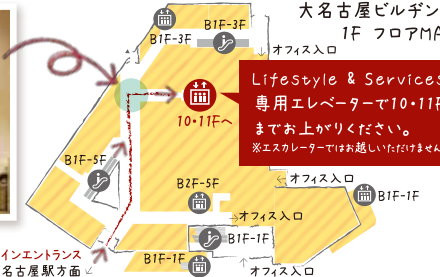 大名古屋ビルヂン
1F フロアMA
B1F-3F
B1F-3F
オフィス入口
Lifestyle & Services
専用エレベーターで10・11F
までお上がりください。
※エスカレーターではお越しいただけません
10・11Fへ
B1F-5F
B2F-5F
オフィス入口
B1F-1F
オフィス入口
B1F-1F
B1F-1F
オフィス入口
インエントランス
名古屋駅方面